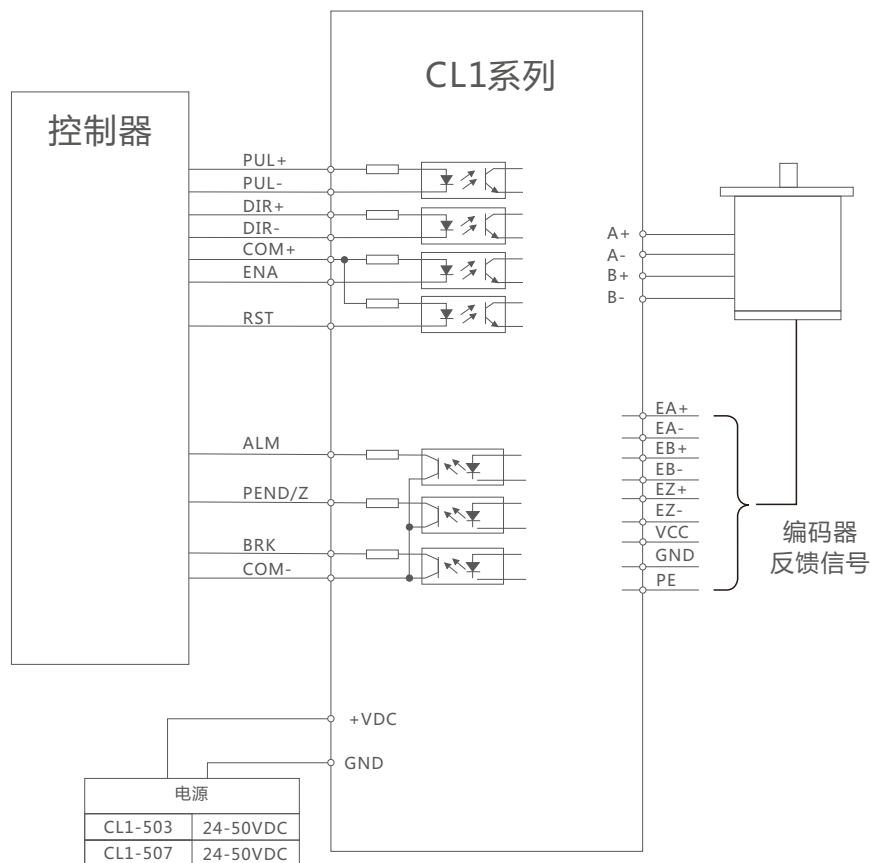 CL1系列
控制器
PUL+
PUL-
DIR+
DIR-
COM+
ENA
RST
A+
A-
B+
B-
ALM
PEND/Z
BRK
COM-
EA+
EA-
EB+
EB-
EZ+
EZ-
VCC
GND
PE
编码器
反馈信号
+VDC
GND
电源
CL1-503 24-50VDC
CL1-507 24-50VDC